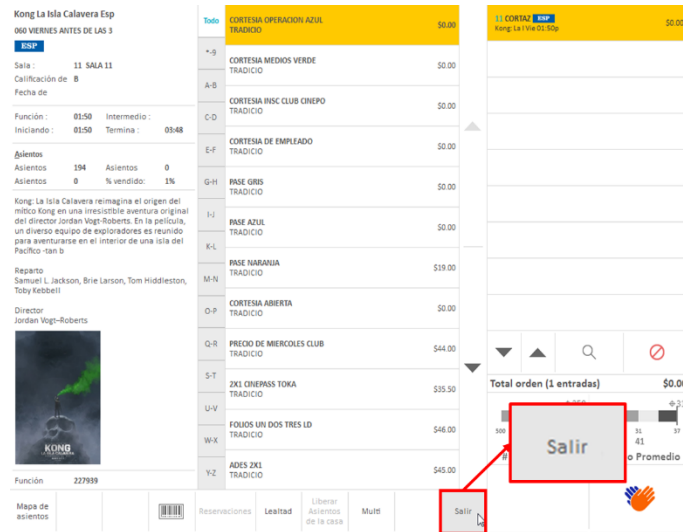 Kong La Isla Calavera Esp
060 VIERNES ANTES DE LAS 3
ESP
Sala : 11 SALA 11
Calificación de B
Fecha de
Función : 01:50 Intermedio :
Iniciando : 01:50 Termina : 03:48
Asientos
Asientos 194 Asientos 0
Asientos 0 % vendido: 1%
Kong: La Isla Calavera reimagina el origen del
mítico Kong en una irresistible aventura original
del director Jordan Vogt-Roberts. En la película,
un diverso equipo de exploradores es reunido
para aventurarse en el interior de una isla del
Pacífico -tan b
Reparto
Samuel L. Jackson, Brie Larson, Tom Hiddleston,
Toby Kebbell
Director
Jordan Vogt–Roberts
KONG
LA ISLA CALAVERA
Función 227939
Todo
*-9
A-B
C-D
E-F
G-H
I-J
K-L
M-N
O-P
Q-R
S-T
U-V
W-X
Y-Z
CORTESIA OPERACION AZUL
TRADICIO $0.00
CORTESIA MEDIOS VERDE
TRADICIO $0.00
CORTESIA INSC CLUB CINEPO
TRADICIO $0.00
CORTESIA DE EMPLEADO
TRADICIO $0.00
PASE GRIS
TRADICIO $0.00
PASE AZUL
TRADICIO $0.00
PASE NARANJA
TRADICIO $19.00
CORTESIA ABIERTA
TRADICIO $0.00
PRECIO DE MIERCOLES CLUB
TRADICIO $44.00
2X1 CINEPASS TOKA
TRADICIO $35.50
FOLIOS UN DOS TRES LD
TRADICIO $46.00
ADES 2X1
TRADICIO $45.00
11 CORTAZ ESP $0.00
Kong: La I Vie 01:50p
Total orden (1 entradas) $0.00
500 31 37
41
# o Promedio
Salir
Mapa de
asientos
Reservaciones Lealtad
Liberar
Asientos
de la casa
Multi Salir